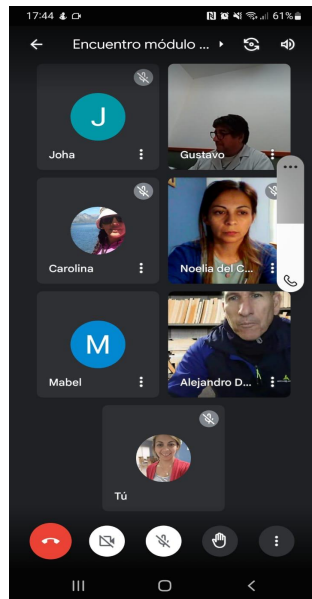 17:44 61%
Encuentro módulo ...
J
Joha
Gustavo
Carolina
Noelia del C...
M
Mabel
Alejandro D...
Tú